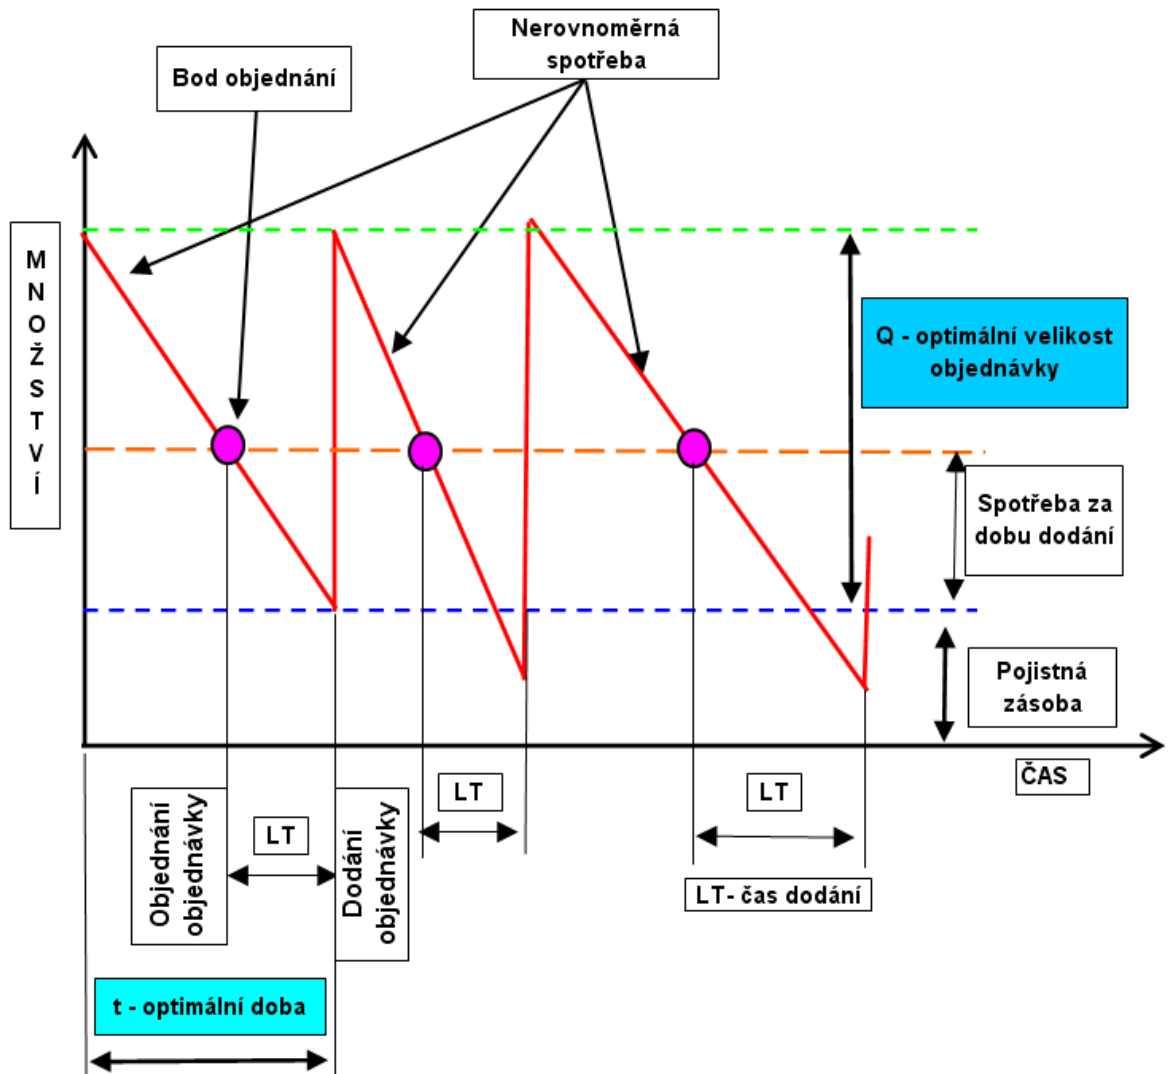 Nerovnoměrná
spotřeba
Bod objednání
M
N
O
Ž
S
T
V
Í
Q - optimální velikost
objednávky
Spotřeba za
dobu dodání
Pojistná
zásoba
ČAS
LT
LT
LT
Objednání
objednávky
Dodání
objednávky
LT- čas dodání
t - optimální doba